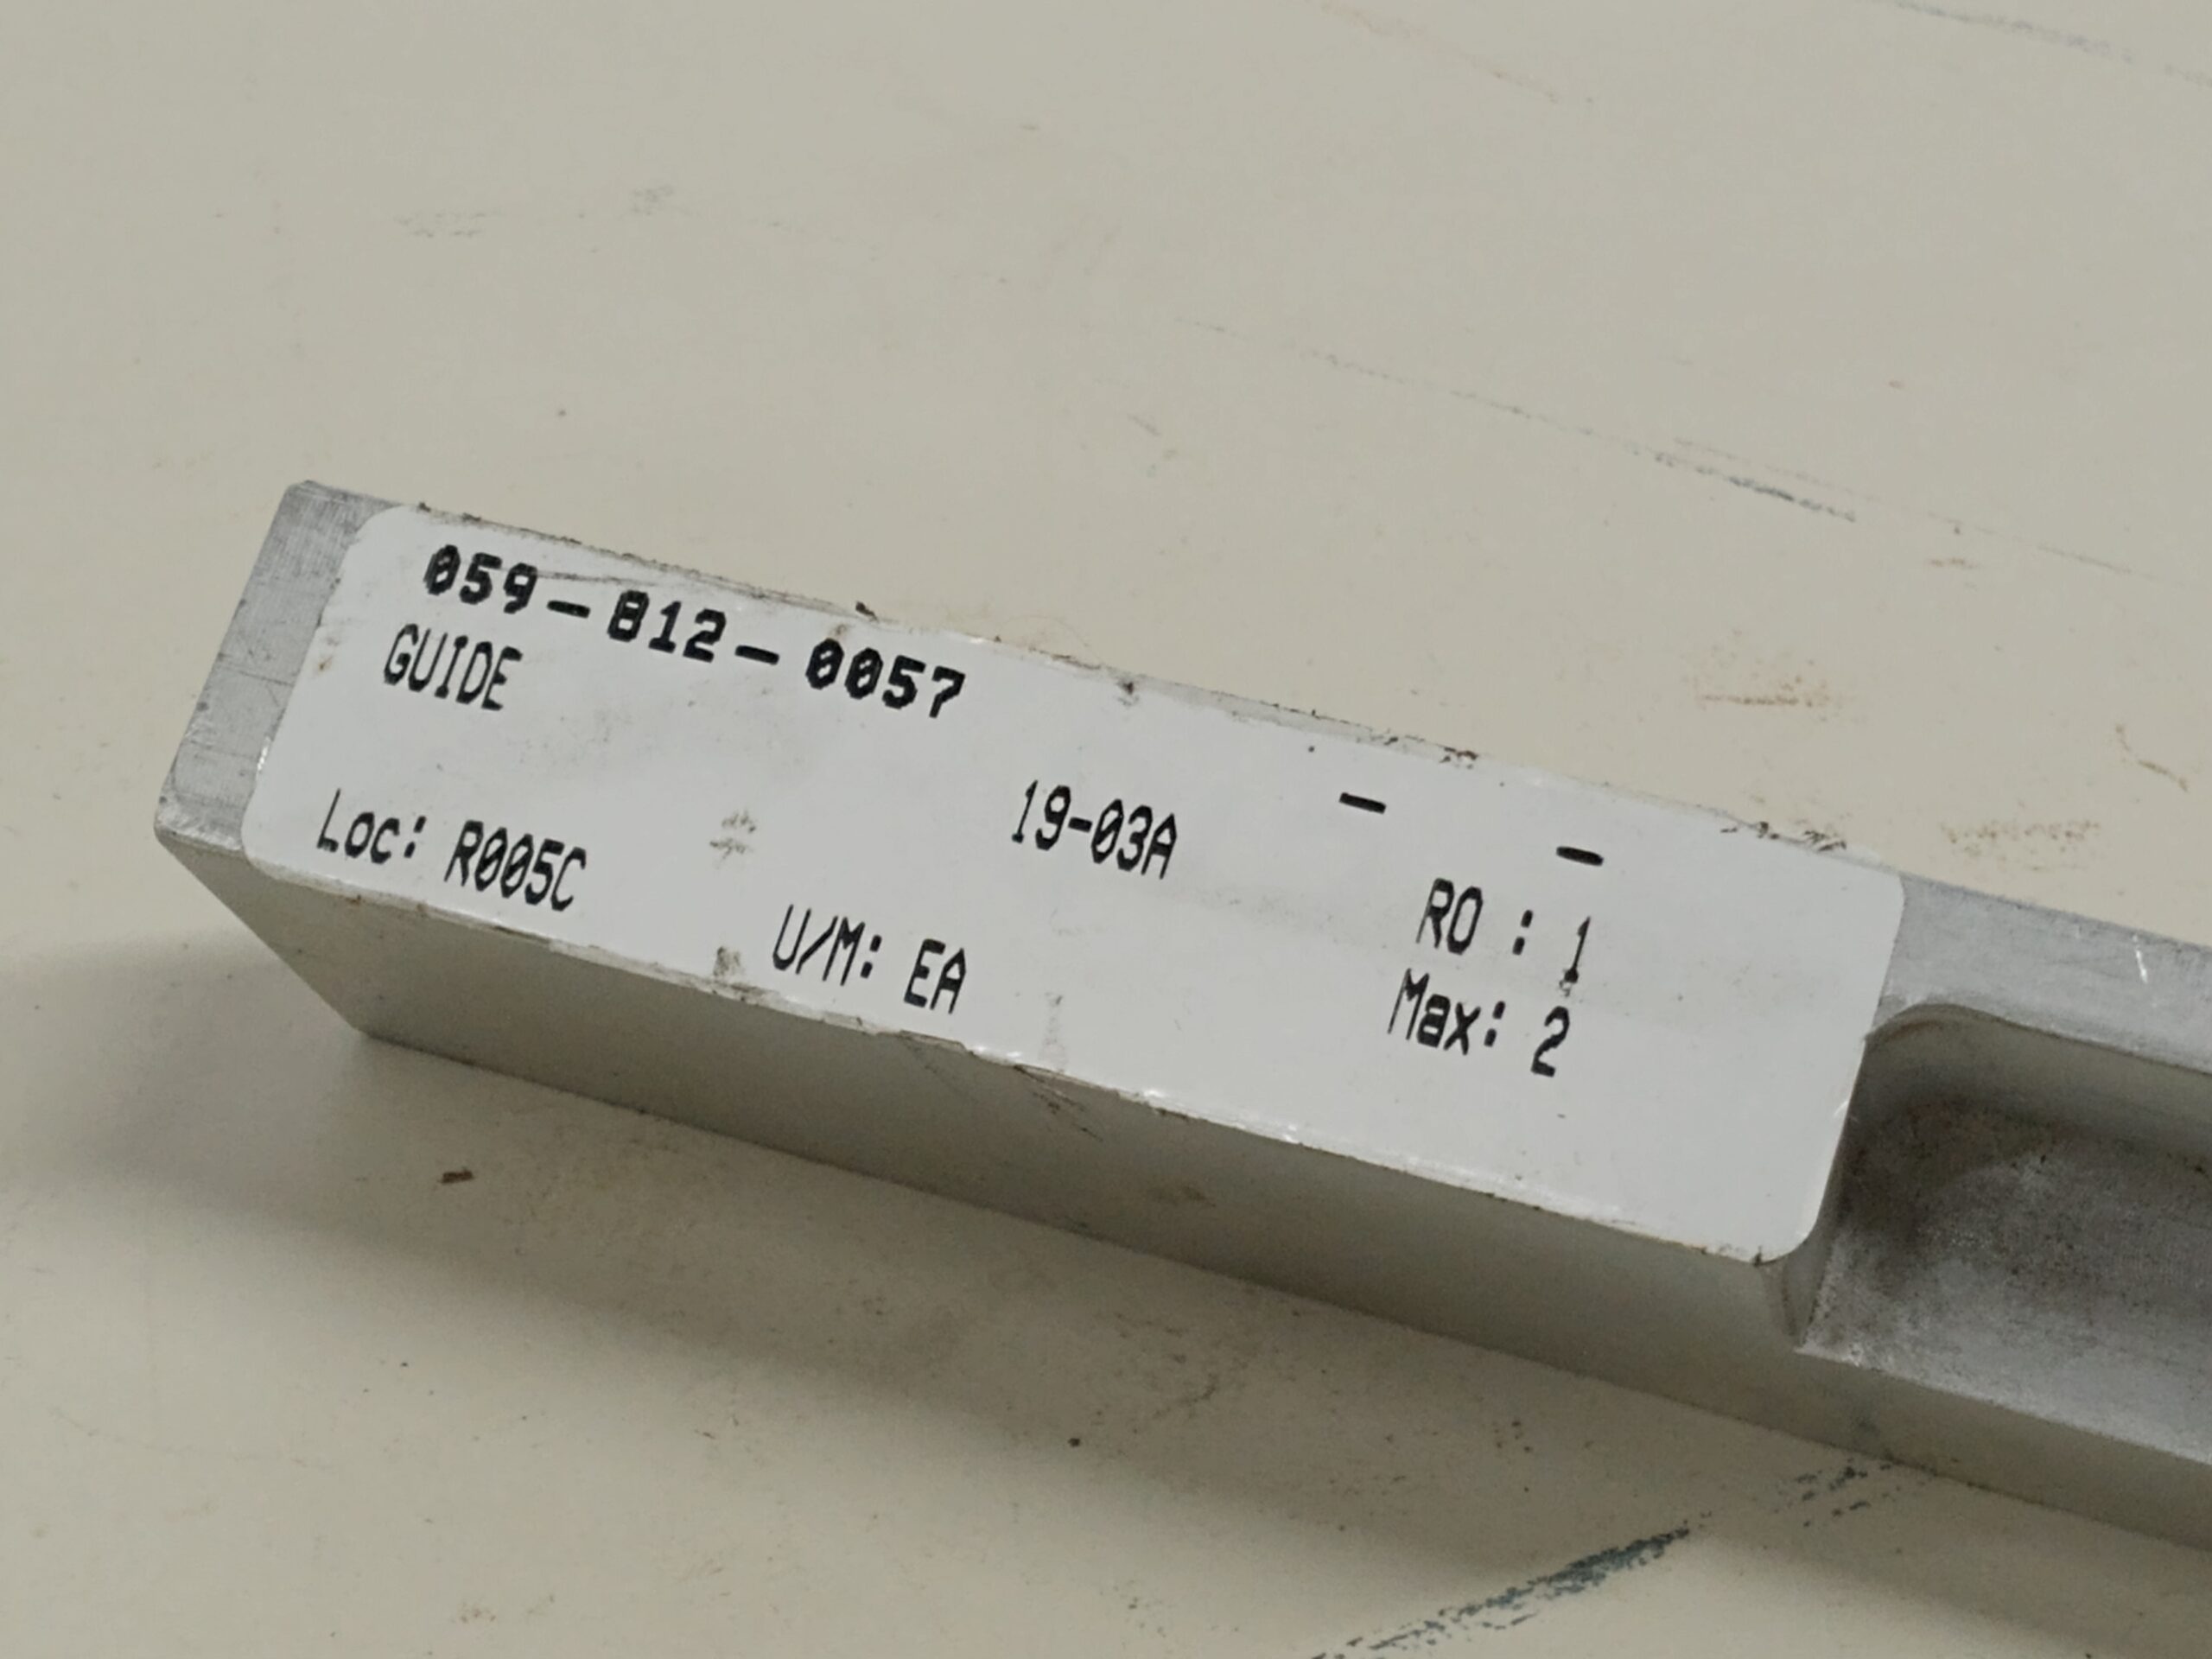 059-812-0057
GUIDE
19-03A - -
Loc: R005C
U/M: EA
RO : 1
Max: 2